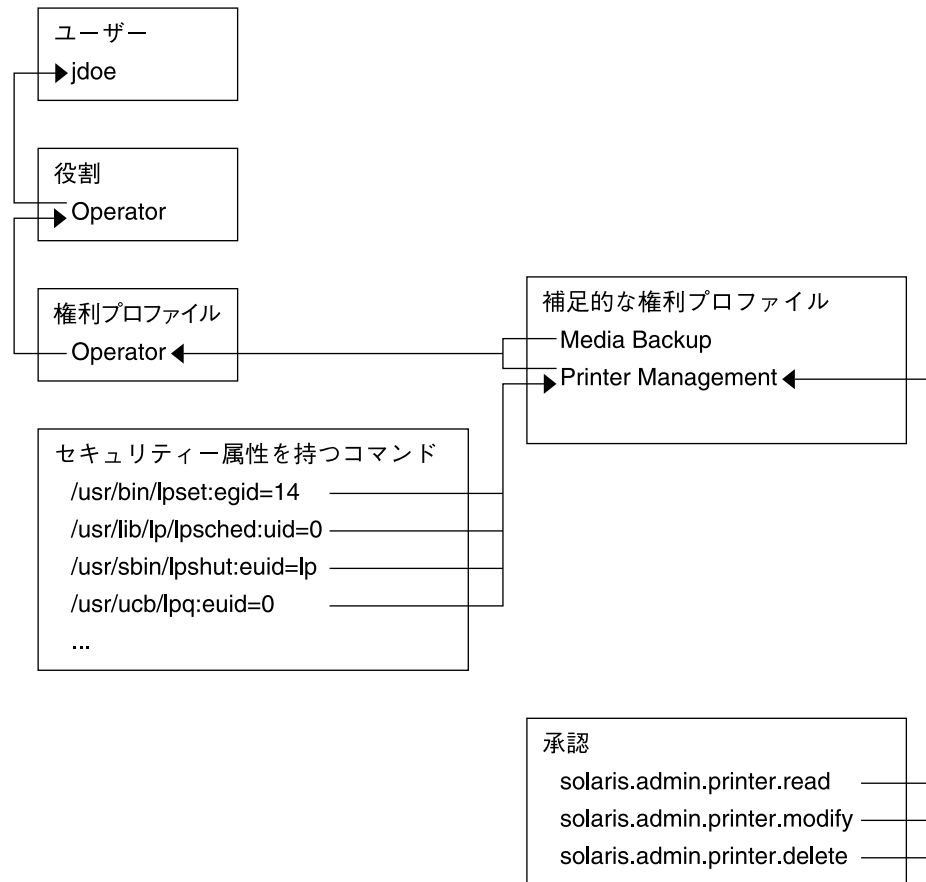 ユーザー
jdoe
役割
Operator
権利プロファイル
Operator
補足的な権利プロファイル
Media Backup
Printer Management
セキュリティー属性を持つコマンド
/usr/bin/lpset:egid=14
/usr/lib/lp/lpsched:uid=0
/usr/sbin/lpshut:euid=lp
/usr/ucb/lpq:euid=0
...
承認
solaris.admin.printer.read
solaris.admin.printer.modify
solaris.admin.printer.delete